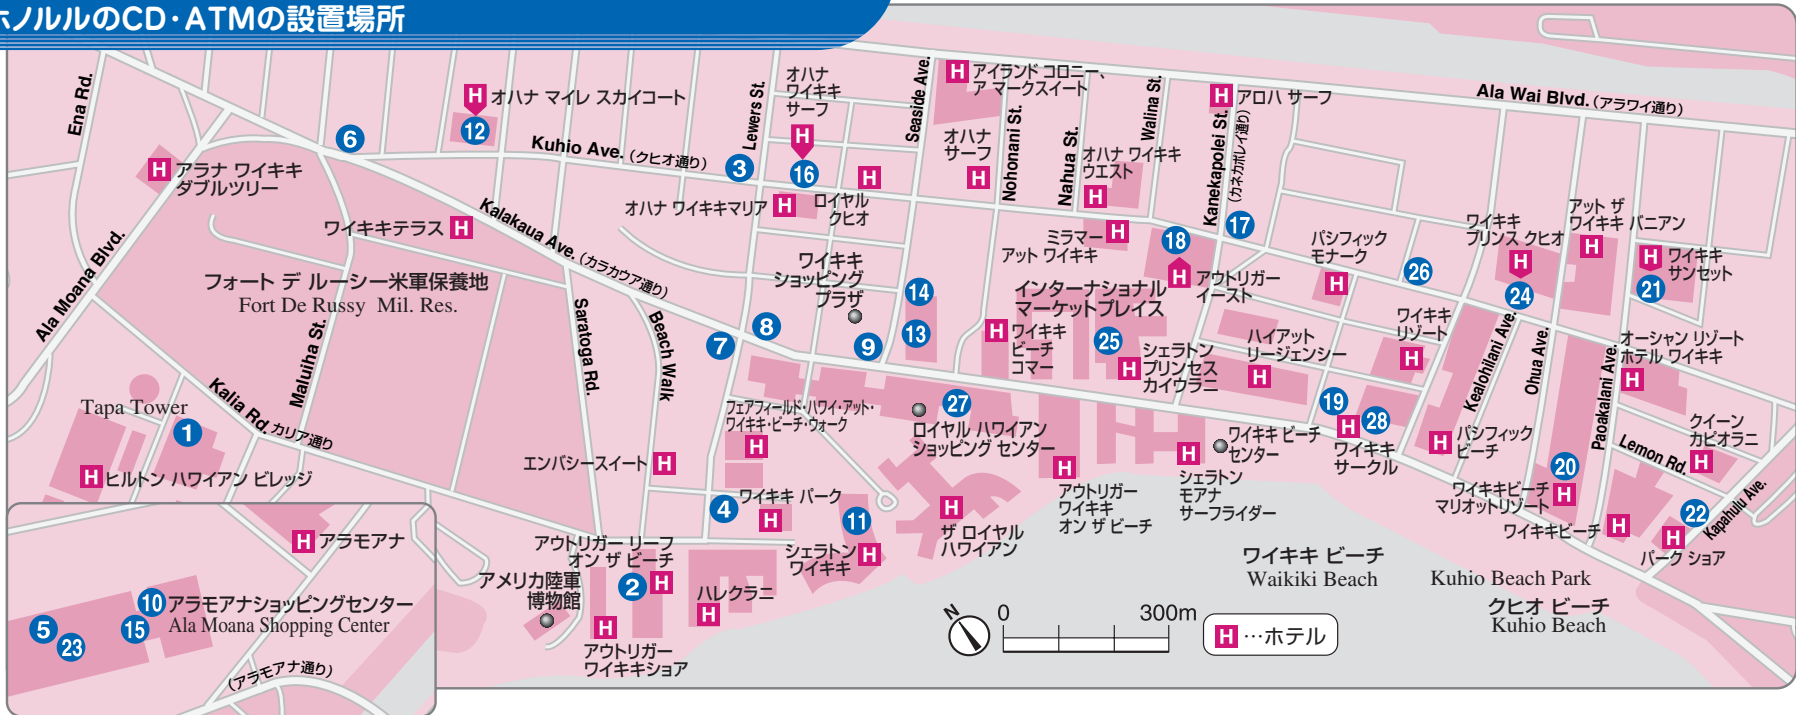 ホノルルのCD・ATMの設置場所
Ena Rd.
H オハナ マイレ スカイコート
12
6
Kuhio Ave. (クヒオ通り)
Lewers St.
3
オハナ
ワイキキ
サーフ
H
16
Seaside Ave.
H アイランド コロニー、
ア マークスイート
オハナ
サーフ
H
Nohonani St.
Nahua St.
Walina St.
オハナ ワイキキ
ウエスト
H
H アロハ サーフ
Kanekapolei St.
(カネカポレイ通り)
Ala Wai Blvd. (アラワイ通り)
H アラナ ワイキキ
ダブルツリー
ワイキキテラス H
Kalakaua Ave. (カラカウア通り)
オハナ ワイキキマリア H
H
ロイヤル
クヒオ
ミラマー H
アット ワイキキ
18
H アウトリガー
イースト
17
パシフィック
モナーク
H
26
ワイキキ
プリンス クヒオ
H
24
アット ザ
ワイキキ バニアン
H
H ワイキキ
サンセット
21
Ala Moana Blvd.
フォート デ ルーシー米軍保養地
Fort De Russy Mil. Res.
Maluhia St.
Saratoga Rd.
Beach Walk
ワイキキ
ショッピング
プラザ
14
13
7
8
9
インターナショナル
マーケットプレイス
H ワイキキ
ビーチ
コマー
25
シェラトン
H プリンセス
カイウラニ
ハイアット
リージェンシー
H
ワイキキ
リゾート
H
Kealohilani Ave.
Ohua Ave.
Paoakalani Ave.
オーシャン リゾート
ホテル ワイキキ
H
Tapa Tower
1
Kalia Rd. カリア通り
H ヒルトン ハワイアン ビレッジ
エンバシースイート H
フェアフィールド・ハワイ・アット・
ワイキキ・ビーチ・ウォーク
H
27
ロイヤル ハワイアン
ショッピング センター
19
28
H
ワイキキ
サークル
H パシフィック
ビーチ
クイーン
カピオラニ
H
Lemon Rd.
Kapahulu Ave.
4
ワイキキ パーク
H
11
シェラトン H
ワイキキ
H
ザ ロイヤル
ハワイアン
H
アウトリガー
ワイキキ
オン ザ ビーチ
H
シェラトン
モアナ
サーフライダー
ワイキキ ビーチ
センター
20
ワイキキビーチ H
マリオットリゾート
ワイキキビーチ H
22
H
パーク ショア
アウトリガー リーフ
オン ザ ビーチ
2 H
アメリカ陸軍
博物館
H
アウトリガー
ワイキキショア
ハレクラニ
H
ワイキキ ビーチ
Waikiki Beach
Kuhio Beach Park
クヒオ ビーチ
Kuhio Beach
N
0 300m
H …ホテル
H アラモアナ
10 アラモアナショッピングセンター
Ala Moana Shopping Center
5
23
15
(アラモアナ通り)